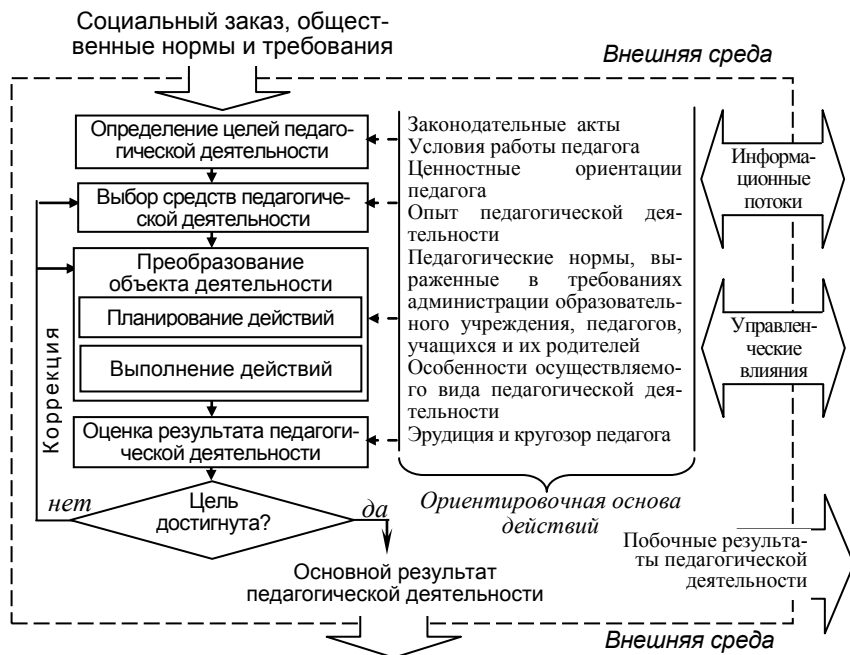 Социальный заказ, общест-
венные нормы и требования
Внешняя среда
Определение целей педаго-
гической деятельности
Выбор средств педагогиче-
ской деятельности
Преобразование
объекта деятельности
Планирование действий
Выполнение действий
Оценка результата педагоги-
ческой деятельности
Коррекция
нет
Цель
достигнута?
да
Основной результат
педагогической деятельности
Законодательные акты
Условия работы педагога
Ценностные ориентации
педагога
Опыт педагогической дея-
тельности
Педагогические нормы, вы-
раженные в требованиях
администрации образователь-
ного учреждения, педагогов,
учащихся и их родителей
Особенности осуществляемо-
го вида педагогической дея-
тельности
Эрудиция и кругозор педагога
Ориентировочная основа
действий
Информа-
ционные
потоки
Управлен-
ческие
влияния
Побочные результа-
ты педагогической
деятельности
Внешняя среда